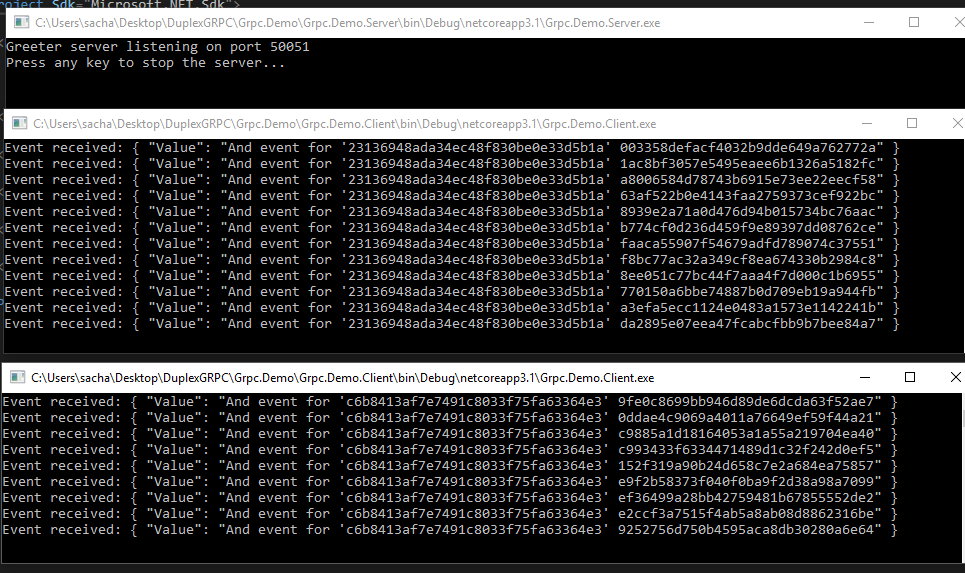 roject Sdk="Microsoft.NET.Sdk">
C:\Users\sacha\Desktop\DuplexGRPC\Grpc.Demo\Grpc.Demo.Server\bin\Debug\netcoreapp3.1\Grpc.Demo.Server.exe
Greeter server listening on port 50051
Press any key to stop the server...
C:\Users\sacha\Desktop\DuplexGRPC\Grpc.Demo\Grpc.Demo.Client\bin\Debug\netcoreapp3.1\Grpc.Demo.Client.exe
Event received: { "Value": "And event for '23136948ada34ec48f830be0e33d5b1a' 003358defacf4032b9dde649a762772a" }
Event received: { "Value": "And event for '23136948ada34ec48f830be0e33d5b1a' 1ac8bf3057e5495eaee6b1326a5182fc" }
Event received: { "Value": "And event for '23136948ada34ec48f830be0e33d5b1a' a8006584d78743b6915e73ee22eecf58" }
Event received: { "Value": "And event for '23136948ada34ec48f830be0e33d5b1a' 63af522b0e4143faa2759373cef922bc" }
Event received: { "Value": "And event for '23136948ada34ec48f830be0e33d5b1a' 8939e2a71a0d476d94b015734bc76aac" }
Event received: { "Value": "And event for '23136948ada34ec48f830be0e33d5b1a' b774cf0d236d459f9e89397dd08762ce" }
Event received: { "Value": "And event for '23136948ada34ec48f830be0e33d5b1a' faaca55907f54679adfd789074c37551" }
Event received: { "Value": "And event for '23136948ada34ec48f830be0e33d5b1a' f8bc77ac32a349cf8ea674330b2984c8" }
Event received: { "Value": "And event for '23136948ada34ec48f830be0e33d5b1a' 8ee051c77bc44f7aaa4f7d000c1b6955" }
Event received: { "Value": "And event for '23136948ada34ec48f830be0e33d5b1a' 770150a6bbe74887b0d709eb19a944fb" }
Event received: { "Value": "And event for '23136948ada34ec48f830be0e33d5b1a' a3efa5ecc1124e0483a1573e1142241b" }
Event received: { "Value": "And event for '23136948ada34ec48f830be0e33d5b1a' da2895e07eea47fcabcfbb9b7bee84a7" }
C:\Users\sacha\Desktop\DuplexGRPC\Grpc.Demo\Grpc.Demo.Client\bin\Debug\netcoreapp3.1\Grpc.Demo.Client.exe
Event received: { "Value": "And event for 'c6b8413af7e7491c8033f75fa63364e3' 9fe0c8699bb946d89de6dcda63f52ae7" }
Event received: { "Value": "And event for 'c6b8413af7e7491c8033f75fa63364e3' 0ddae4c9069a4011a76649ef59f44a21" }
Event received: { "Value": "And event for 'c6b8413af7e7491c8033f75fa63364e3' c9885a1d18164053a1a55a219704ea40" }
Event received: { "Value": "And event for 'c6b8413af7e7491c8033f75fa63364e3' c993433f6334471489d1c32f242d0ef5" }
Event received: { "Value": "And event for 'c6b8413af7e7491c8033f75fa63364e3' 152f319a90b24d658c7e2a684ea75857" }
Event received: { "Value": "And event for 'c6b8413af7e7491c8033f75fa63364e3' e9f2b58373f040f0ba9f2d38a98a7099" }
Event received: { "Value": "And event for 'c6b8413af7e7491c8033f75fa63364e3' ef36499a28bb42759481b67855552de2" }
Event received: { "Value": "And event for 'c6b8413af7e7491c8033f75fa63364e3' e2ccf3a7515f4ab5a8ab08d8862316be" }
Event received: { "Value": "And event for 'c6b8413af7e7491c8033f75fa63364e3' 9252756d750b4595aca8db30280a6e64" }